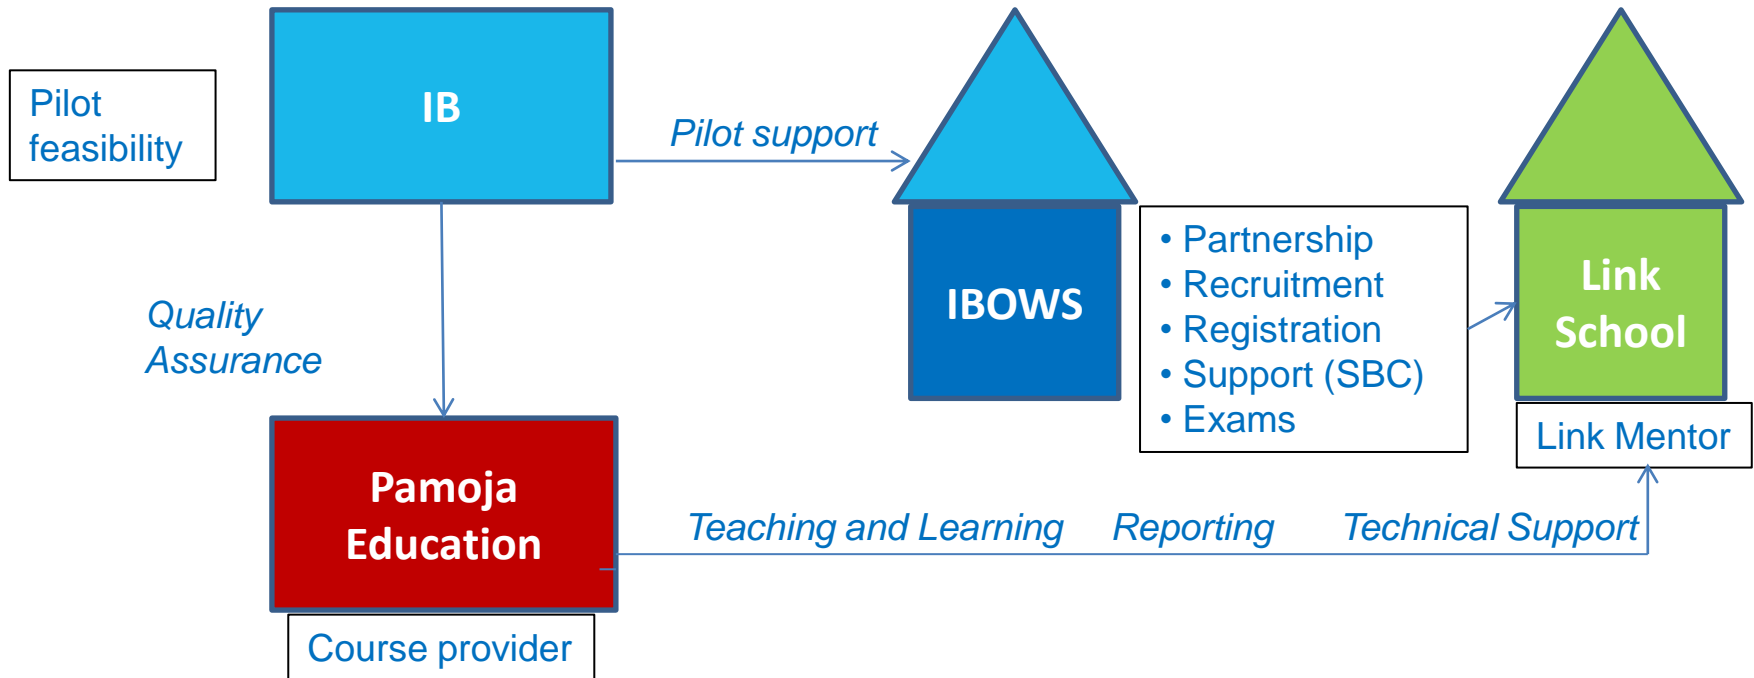 Pilot
feasibility
IB
Pilot support
Quality
Assurance
IBOWS
• Partnership
• Recruitment
• Registration
• Support (SBC)
• Exams
Link
School
Link Mentor
Pamoja
Education
Teaching and Learning Reporting Technical Support
Course provider